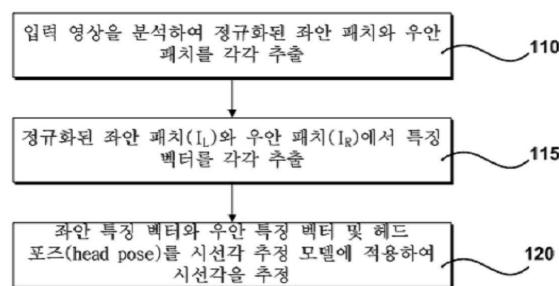 입력 영상을 분석하여 정규화된 좌안 패치와 우안
패치를 각각 추출
110
정규화된 좌안 패치(IL)와 우안 패치(IR)에서 특징
벡터를 각각 추출
115
좌안 특징 벡터와 우안 특징 벡터 및 헤드
포즈(head pose)를 시선각 추정 모델에 적용하여
시선각을 추정
120